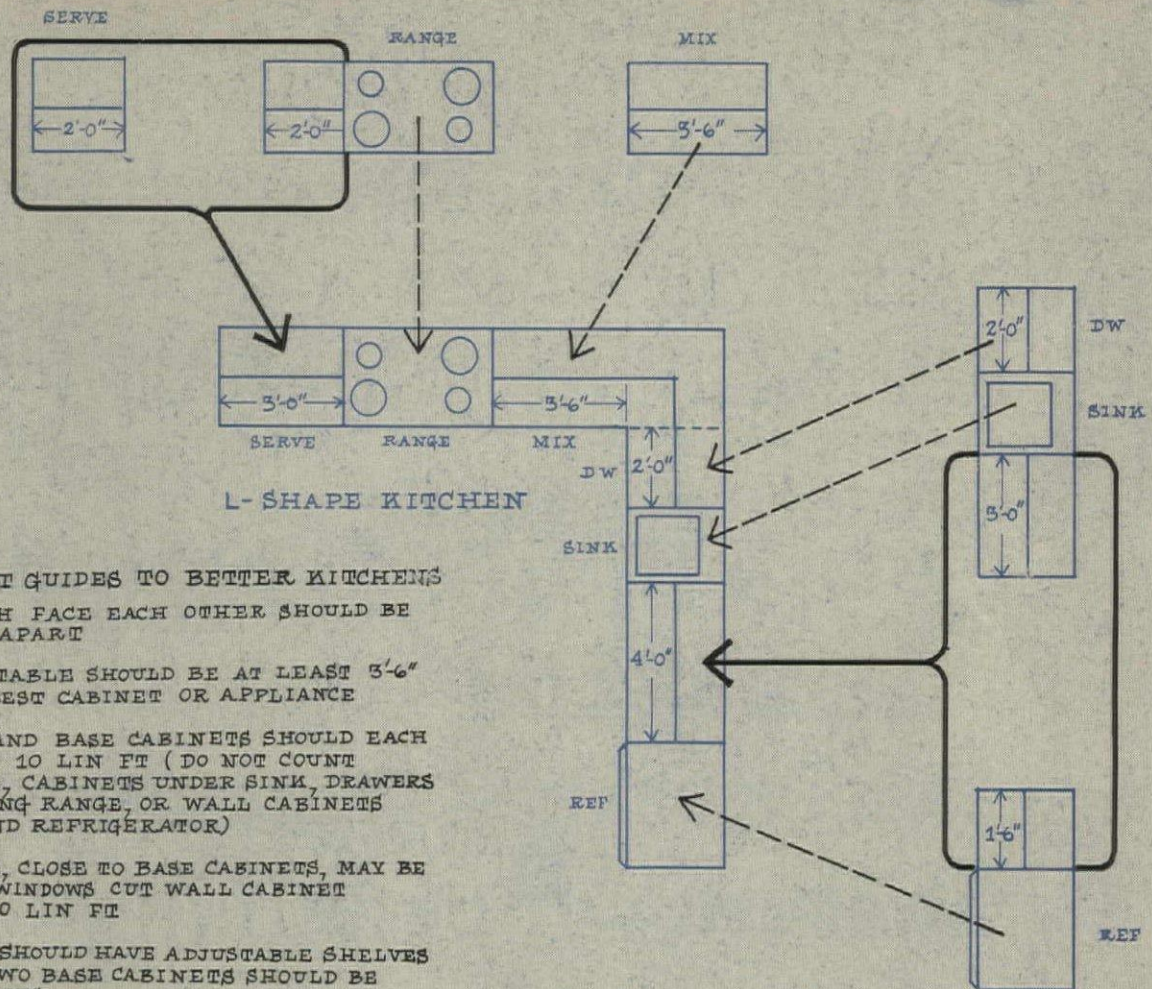 SERVE
RANGE
MIX
2'-0"
2'-0"
3'-6"
2'-0"
DW
SINK
3'-0"
3'-0"
3'-6"
SERVE
RANGE
MIX
DW
2'-0"
L-SHAPE KITCHEN
SINK
T GUIDES TO BETTER KITCHENS
H FACE EACH OTHER SHOULD BE
APART
TABLE SHOULD BE AT LEAST 3'-6"
EST CABINET OR APPLIANCE
4'-0"
AND BASE CABINETS SHOULD EACH
10 LIN FT (DO NOT COUNT
, CABINETS UNDER SINK, DRAWERS
NG RANGE, OR WALL CABINETS
ND REFRIGERATOR)
REF
1'-6"
, CLOSE TO BASE CABINETS, MAY BE
WINDOWS CUT WALL CABINET
0 LIN FT
SHOULD HAVE ADJUSTABLE SHELVES
WO BASE CABINETS SHOULD BE
REF